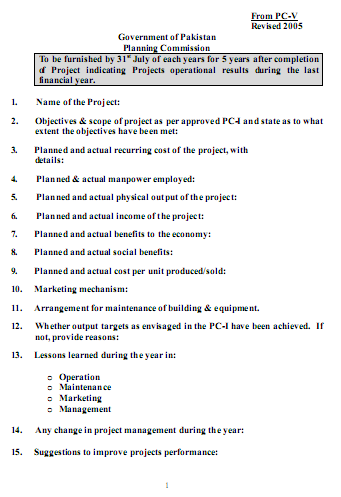 From PC-V
Revised 2005
Government of Pakistan
Planning Commission
To be furnished by 31st July of each years for 5 years after completion
of Project indicating Projects operational results during the last
financial year.
1. Name of the Project:
2. Objectives & scope of project as per approved PC-I and state as to what
extent the objectives have been met:
3. Planned and actual recurring cost of the project, with
details:
4. Planned & actual manpower employed:
5. Planned and actual physical output of the project:
6. Planned and actual income of the project:
7. Planned and actual benefits to the economy:
8. Planned and actual social benefits:
9. Planned and actual cost per unit produced/sold:
10. Marketing mechanism:
11. Arrangement for maintenance of building & equipment.
12. Whether output targets as envisaged in the PC-I have been achieved. If
not, provide reasons:
13. Lessons learned during the year in:
Operation
Maintenance
Marketing
Management
14. Any change in project management during the year:
15. Suggestions to improve projects performance:
1